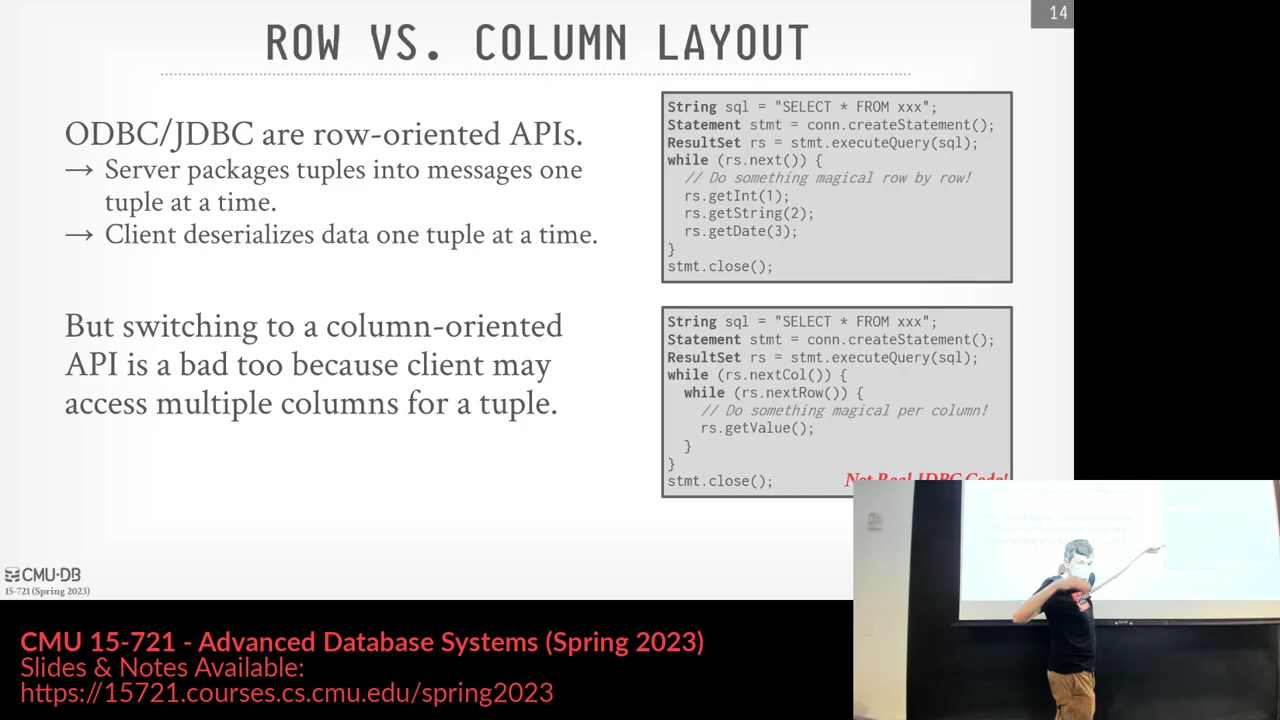 14
ROW VS. COLUMN LAYOUT
ODBC/JDBC are row-oriented APIs.
→ Server packages tuples into messages one
tuple at a time.
→ Client deserializes data one tuple at a time.
But switching to a column-oriented
API is a bad too because client may
access multiple columns for a tuple.
String sql = "SELECT * FROM xxx";
Statement stmt = conn.createStatement();
ResultSet rs = stmt.executeQuery(sql);
while (rs.next()) {
// Do something magical row by row!
rs.getInt(1);
rs.getString(2);
rs.getDate(3);
}
stmt.close();
String sql = "SELECT * FROM xxx";
Statement stmt = conn.createStatement();
ResultSet rs = stmt.executeQuery(sql);
while (rs.nextCol()) {
while (rs.nextRow()) {
// Do something magical per column!
rs.getValue();
}
}
stmt.close();
Not Real JDBC Code!
CMU·DB
15-721 (Spring 2023)
CMU 15-721 - Advanced Database Systems (Spring 2023)
Slides & Notes Available:
https://15721.courses.cs.cmu.edu/spring2023